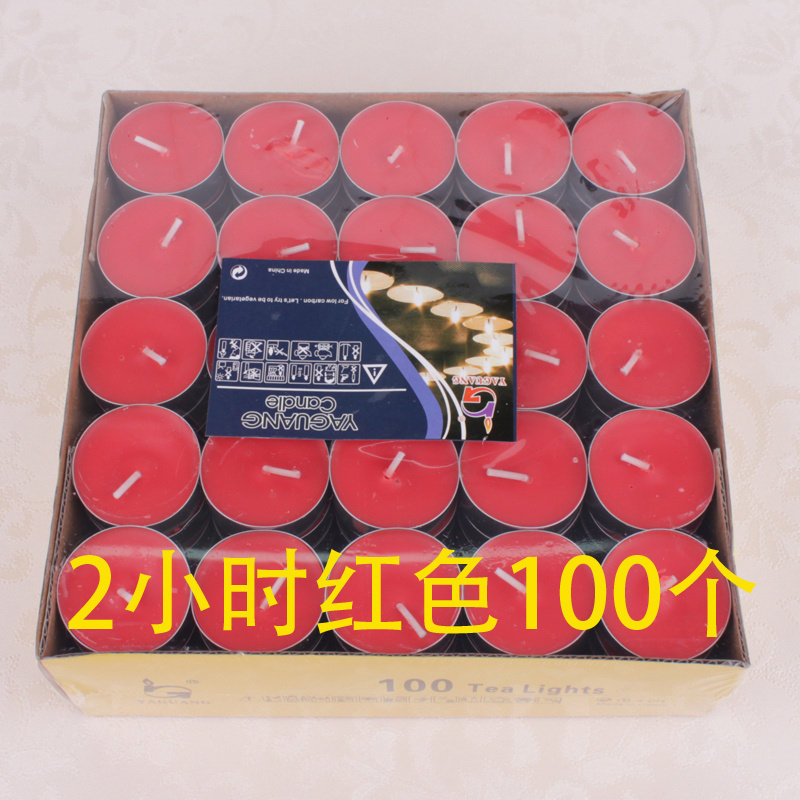 Made in China
For low carbon . Let's try to be vegetarian.
YAGUANG
YAGUANG
Candle
2小时红色100个
100 Tea Lights
YAGUANG